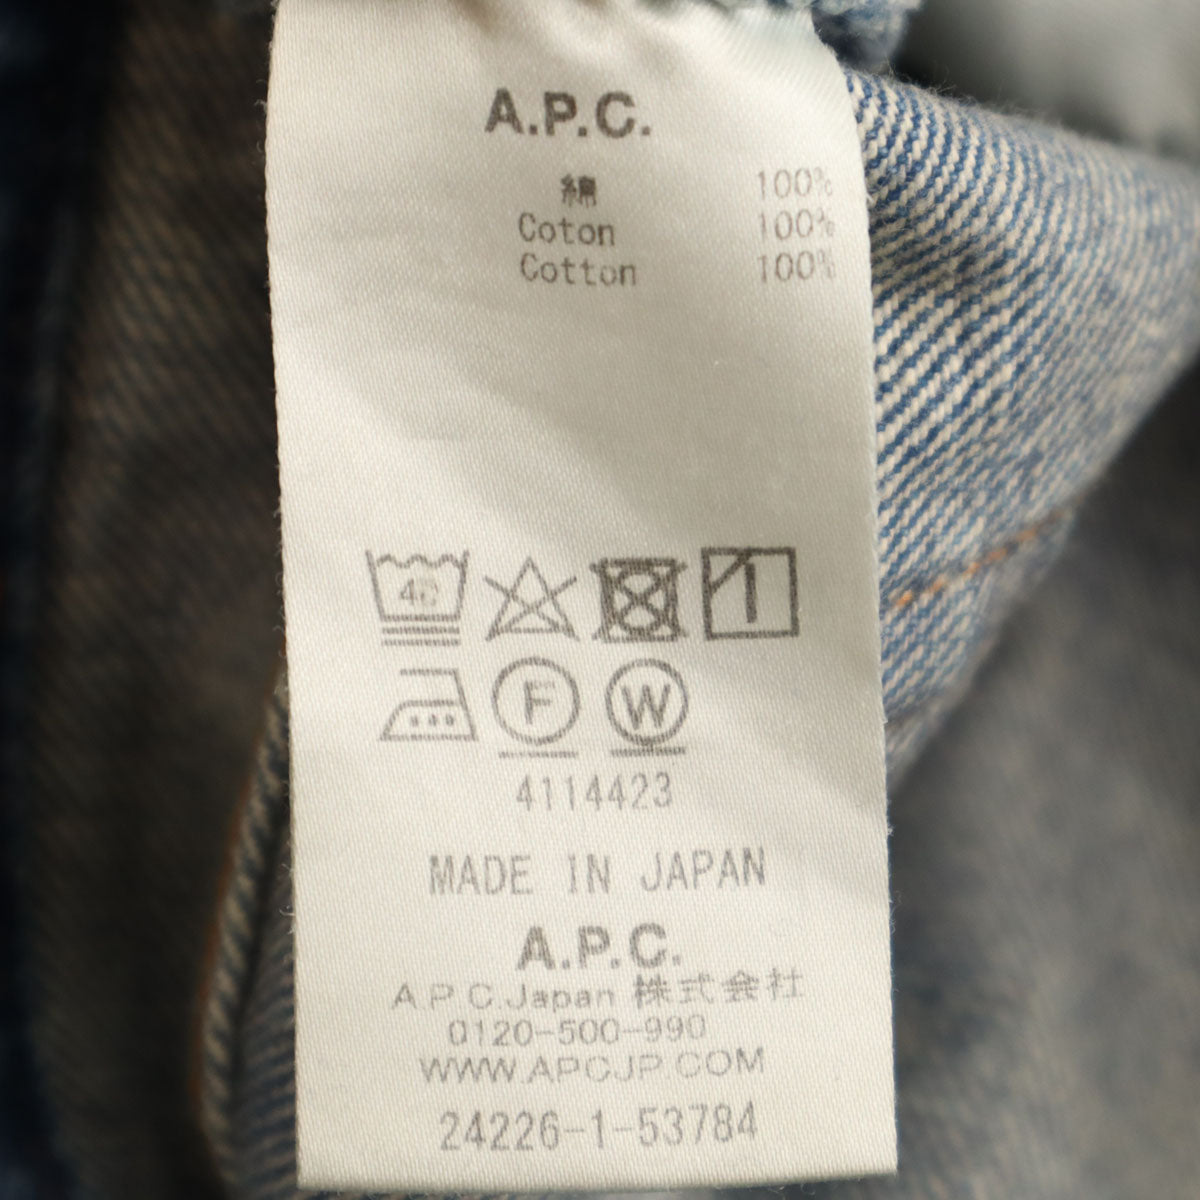 A.P.C.
綿 100%
Coton 100%
Cotton 100%
40
F W
4114423
MADE IN JAPAN
A.P.C.
A.P.C.Japan 株式会社
0120-500-990
WWW.APCJP.COM
24226-1-53784